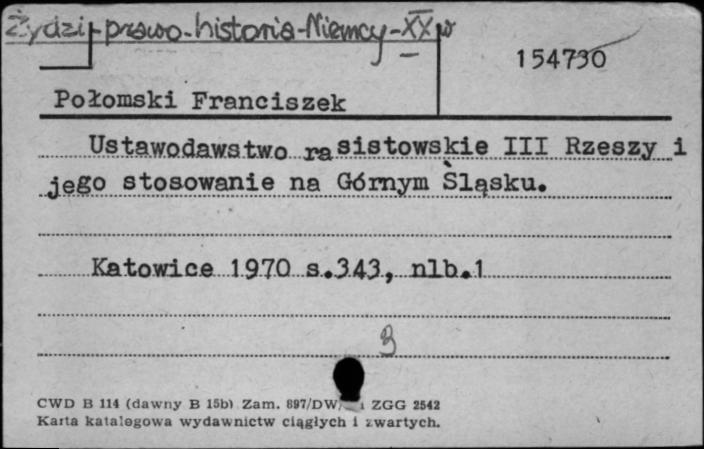 Żydzi-prawo-historia-Niemcy-XX w
154730
Połomski Franciszek
Ustawodawstwo rasistowskie III Rzeszy i
jego stosowanie na Górnym Śląsku.
Katowice 1970 s.343, nlb.1
3
CWD B 114 (dawny B 15b) Zam. 897/DW/ ZGG 2542
Karta katalogowa wydawnictw ciągłych i zwartych.